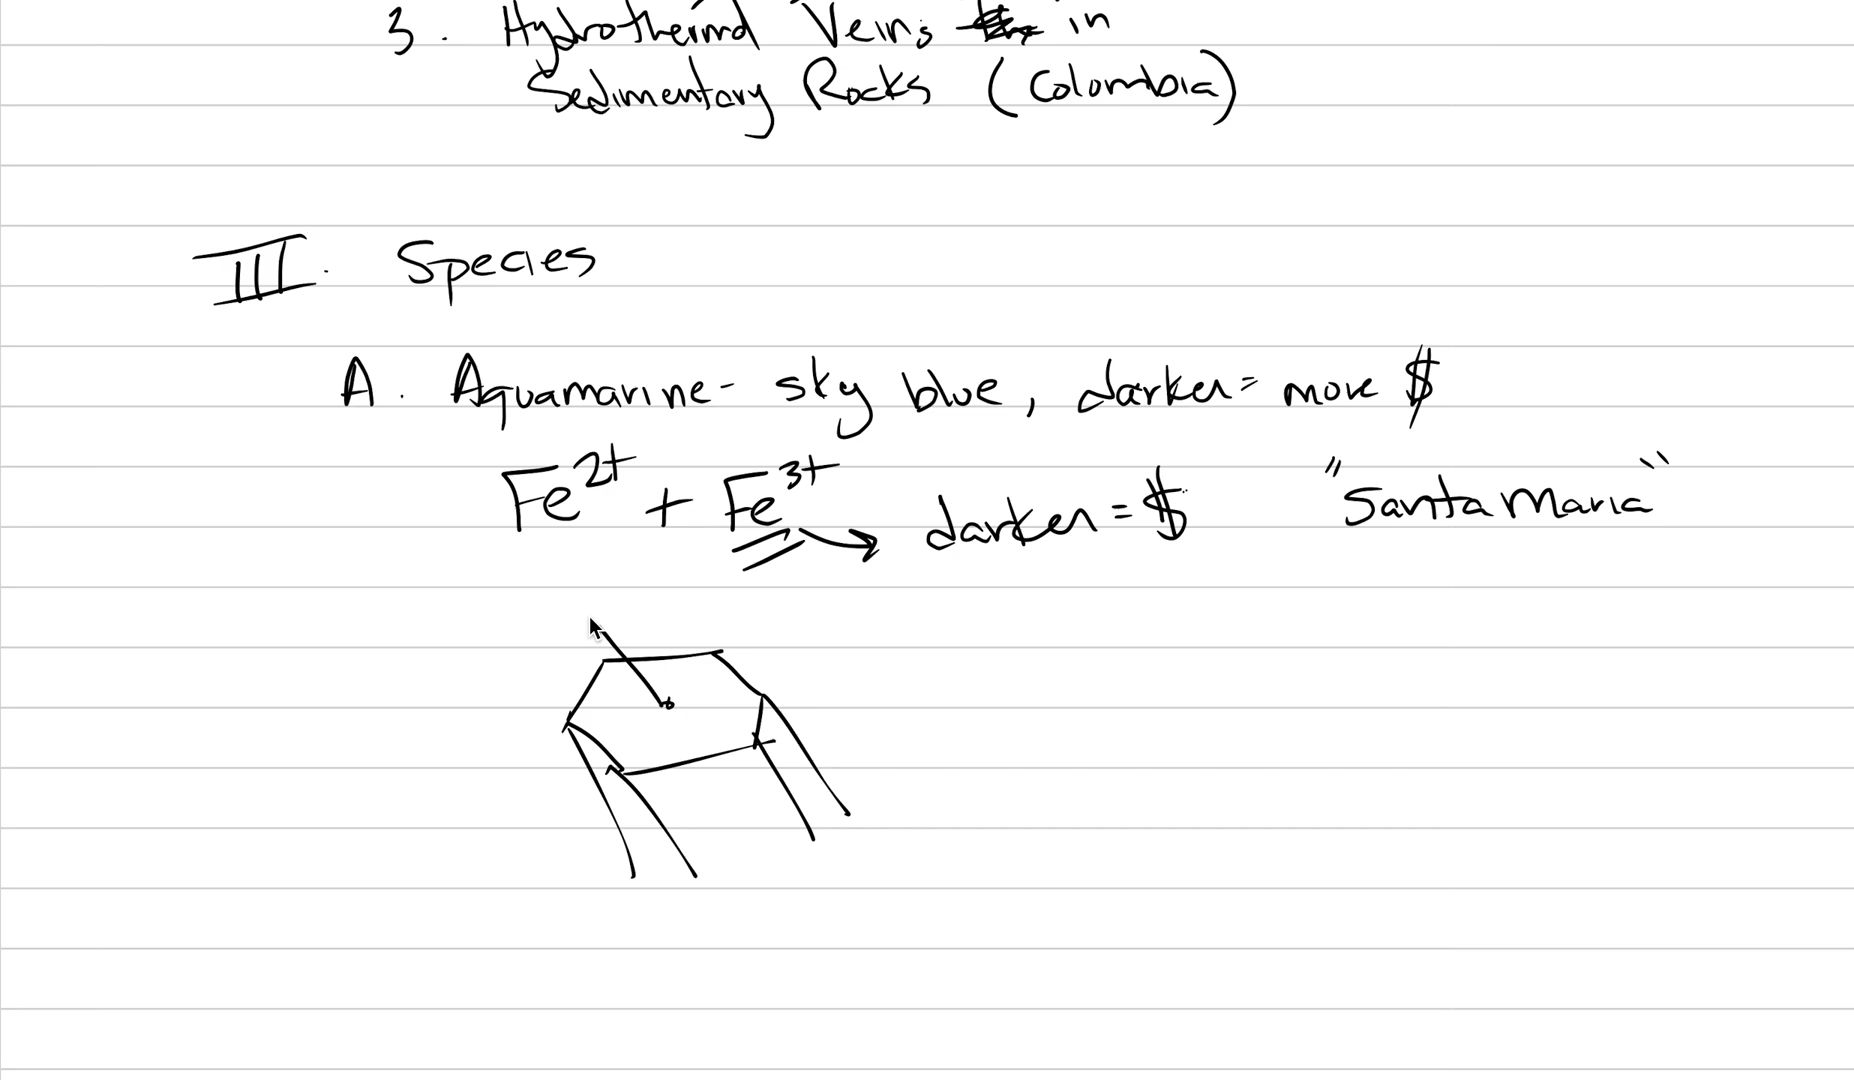 3. Hydrothermal Veins in
Sedimentary Rocks (Colombia)
III. Species
A. Aquamarine - sky blue, darker = more $
Fe2+ + Fe3+ → darker = $ "Santa Maria"